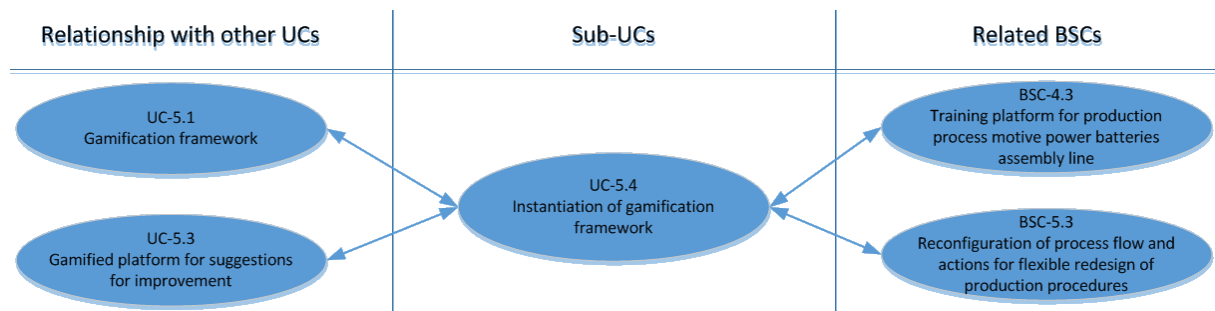 Relationship with other UCs
Sub-UCs
Related BSCs
UC-5.1
Gamification framework
UC-5.3
Gamified platform for suggestions
for improvement
UC-5.4
Instantiation of gamification
framework
BSC-4.3
Training platform for production
process motive power batteries
assembly line
BSC-5.3
Reconfiguration of process flow and
actions for flexible redesign of
production procedures